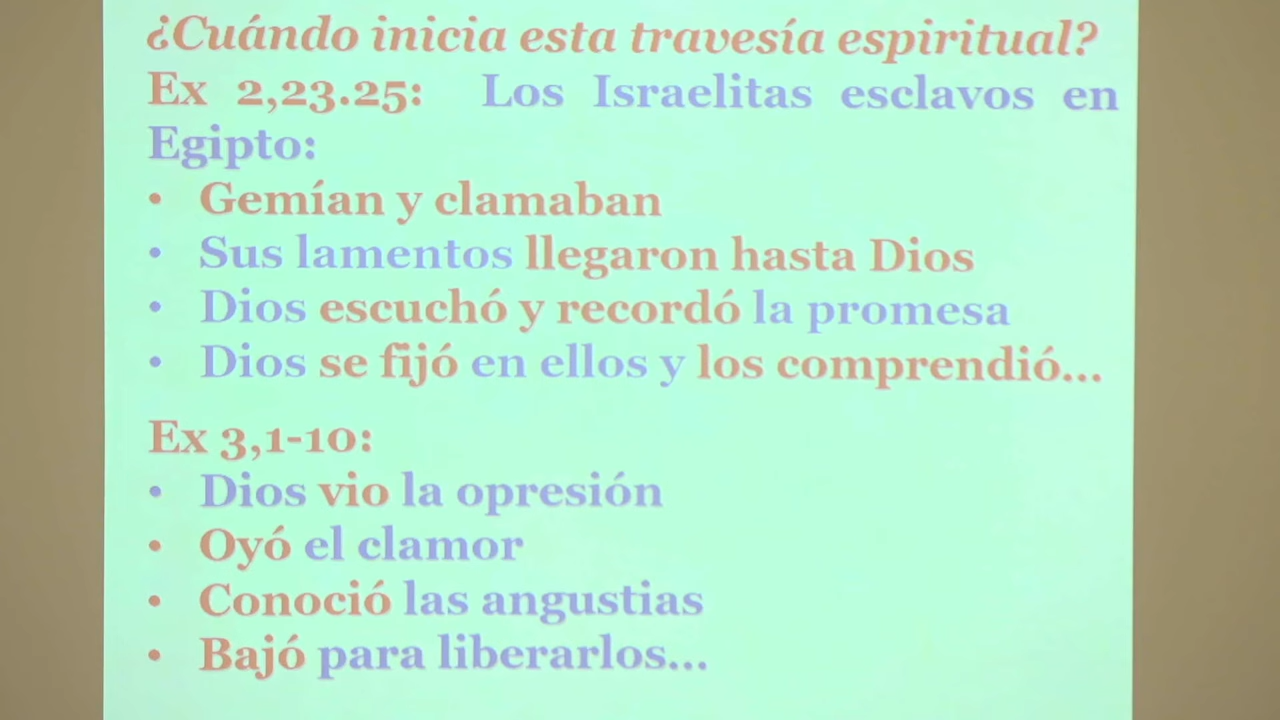 ¿Cuándo inicia esta travesía espiritual?
Ex 2,23.25: Los Israelitas esclavos en
Egipto:
• Gemían y clamaban
• Sus lamentos llegaron hasta Dios
• Dios escuchó y recordó la promesa
• Dios se fijó en ellos y los comprendió...
Ex 3,1-10:
• Dios vio la opresión
• Oyó el clamor
• Conoció las angustias
• Bajó para liberarlos...